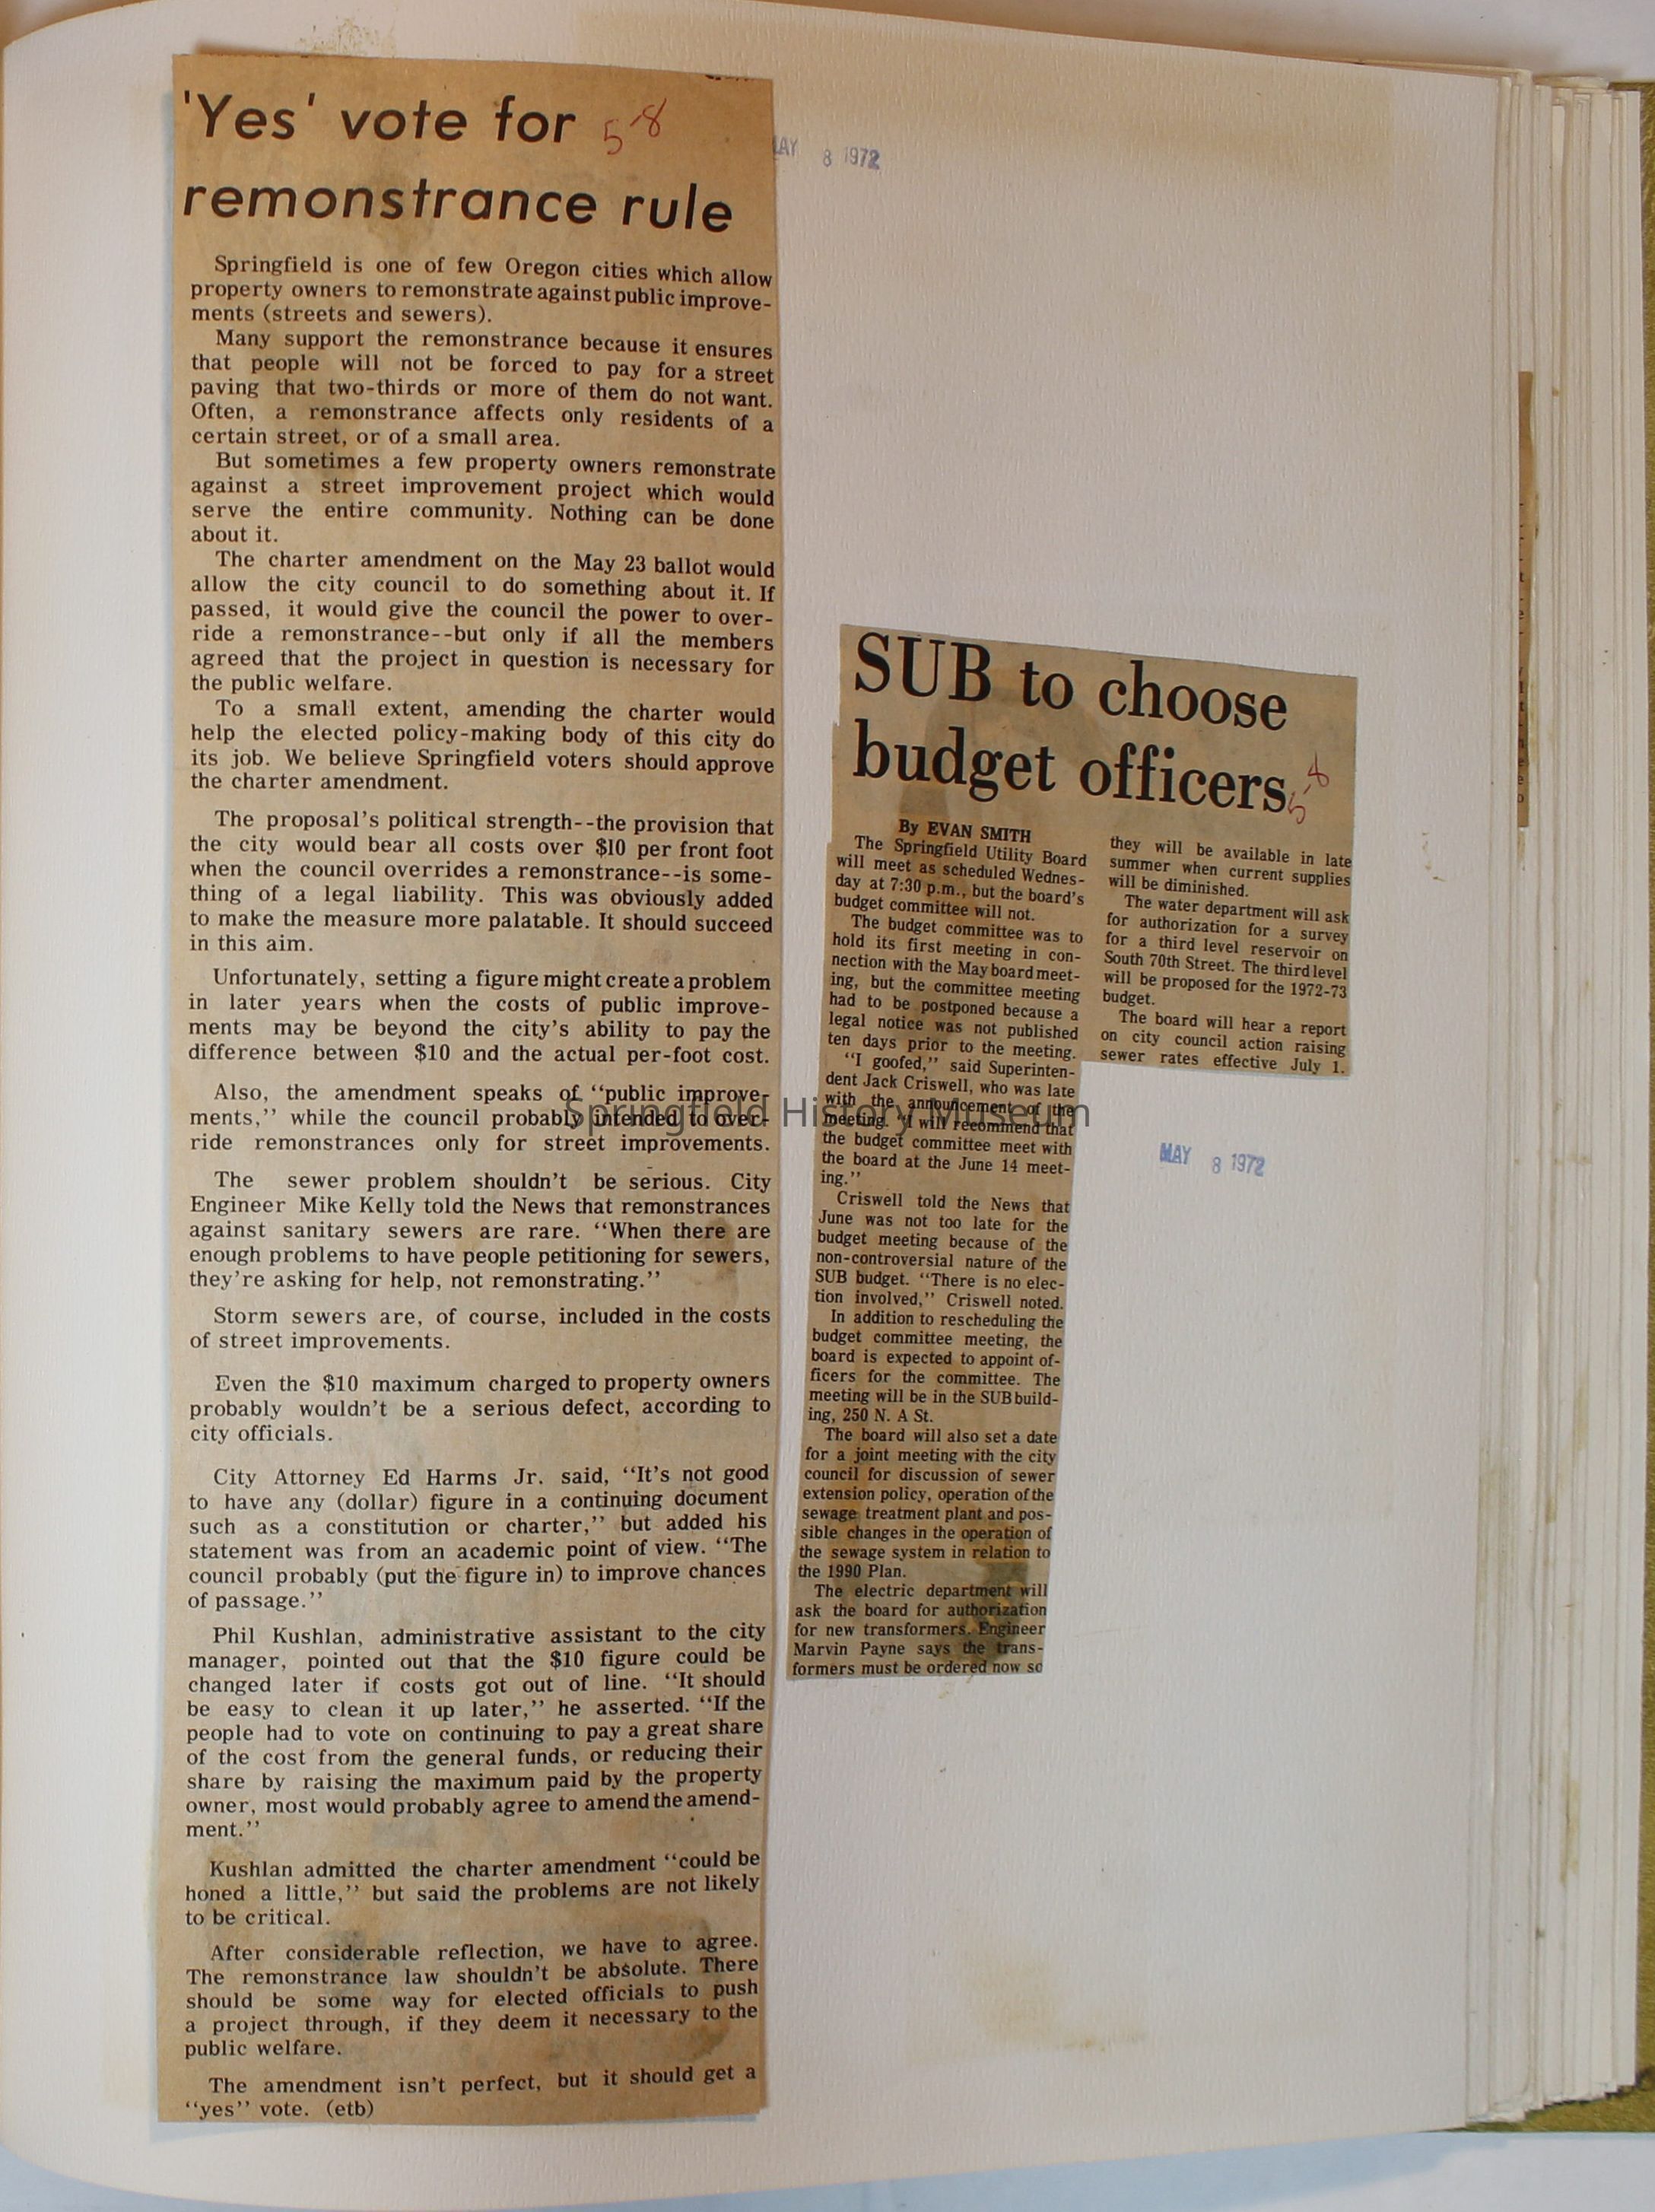 'Yes' vote for 5-8
remonstrance rule
Springfield is one of few Oregon cities which allow
property owners to remonstrate against public improve-
ments (streets and sewers).
Many support the remonstrance because it ensures
that people will not be forced to pay for a street
paving that two-thirds or more of them do not want.
Often, a remonstrance affects only residents of a
certain street, or of a small area.
But sometimes a few property owners remonstrate
against a street improvement project which would
serve the entire community. Nothing can be done
about it.
The charter amendment on the May 23 ballot would
allow the city council to do something about it. If
passed, it would give the council the power to over-
ride a remonstrance--but only if all the members
agreed that the project in question is necessary for
the public welfare.
To a small extent, amending the charter would
help the elected policy-making body of this city do
its job. We believe Springfield voters should approve
the charter amendment.
The proposal's political strength--the provision that
the city would bear all costs over $10 per front foot
when the council overrides a remonstrance--is some-
thing of a legal liability. This was obviously added
to make the measure more palatable. It should succeed
in this aim.
Unfortunately, setting a figure might create a problem
in later years when the costs of public improve-
ments may be beyond the city's ability to pay the
difference between $10 and the actual per-foot cost.
Also, the amendment speaks of "public improve-
ments," while the council probably intended to over-
ride remonstrances only for street improvements.
The sewer problem shouldn't be serious. City
Engineer Mike Kelly told the News that remonstrances
against sanitary sewers are rare. "When there are
enough problems to have people petitioning for sewers,
they're asking for help, not remonstrating."
Storm sewers are, of course, included in the costs
of street improvements.
Even the $10 maximum charged to property owners
probably wouldn't be a serious defect, according to
city officials.
City Attorney Ed Harms Jr. said, "It's not good
to have any (dollar) figure in a continuing document
such as a constitution or charter," but added his
statement was from an academic point of view. "The
council probably (put the figure in) to improve chances
of passage."
Phil Kushlan, administrative assistant to the city
manager, pointed out that the $10 figure could be
changed later if costs got out of line. "It should
be easy to clean it up later," he asserted. "If the
people had to vote on continuing to pay a great share
of the cost from the general funds, or reducing their
share by raising the maximum paid by the property
owner, most would probably agree to amend the amend-
ment."
Kushlan admitted the charter amendment "could be
honed a little," but said the problems are not likely
to be critical.
After considerable reflection, we have to agree.
The remonstrance law shouldn't be absolute. There
should be some way for elected officials to push
a project through, if they deem it necessary to the
public welfare.
The amendment isn't perfect, but it should get a
"yes" vote. (etb)
MAY 8 1972
SUB to choose
budget officers 5-8
By EVAN SMITH
The Springfield Utility Board
will meet as scheduled Wednes-
day at 7:30 p.m., but the board's
budget committee will not.
The budget committee was to
hold its first meeting in con-
nection with the May board meet-
ing, but the committee meeting
had to be postponed because a
legal notice was not published
ten days prior to the meeting.
"I goofed," said Superinten-
dent Jack Criswell, who was late
with the announcement of the
meeting. "I will recommend that
the budget committee meet with
the board at the June 14 meet-
ing."
Criswell told the News that
June was not too late for the
budget meeting because of the
non-controversial nature of the
SUB budget. "There is no elec-
tion involved," Criswell noted.
In addition to rescheduling the
budget committee meeting, the
board is expected to appoint of-
ficers for the committee. The
meeting will be in the SUB build-
ing, 250 N. A St.
The board will also set a date
for a joint meeting with the city
council for discussion of sewer
extension policy, operation of the
sewage treatment plant and pos-
sible changes in the operation of
the sewage system in relation to
the 1990 Plan.
The electric department will
ask the board for authorization
for new transformers. Engineer
Marvin Payne says the trans-
formers must be ordered now so
they will be available in late
summer when current supplies
will be diminished.
The water department will ask
for authorization for a survey
for a third level reservoir on
South 70th Street. The third level
will be proposed for the 1972-73
budget.
The board will hear a report
on city council action raising
sewer rates effective July 1.
MAY 8 1972
Springfield History Museum